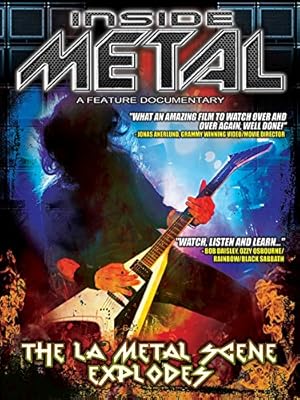 INSIDE
METAL
A FEATURE DOCUMENTARY
"WHAT AN AMAZING FILM TO WATCH OVER AND
OVER AGAIN, WELL DONE!"
- JONAS AKERLUND, GRAMMY WINNING VIDEO/MOVIE DIRECTOR
"WATCH, LISTEN AND LEARN..."
- BOB DAISLEY, OZZY OSBOURNE/
RAINBOW/BLACK SABBATH
THE LA METAL SCENE
EXPLODES